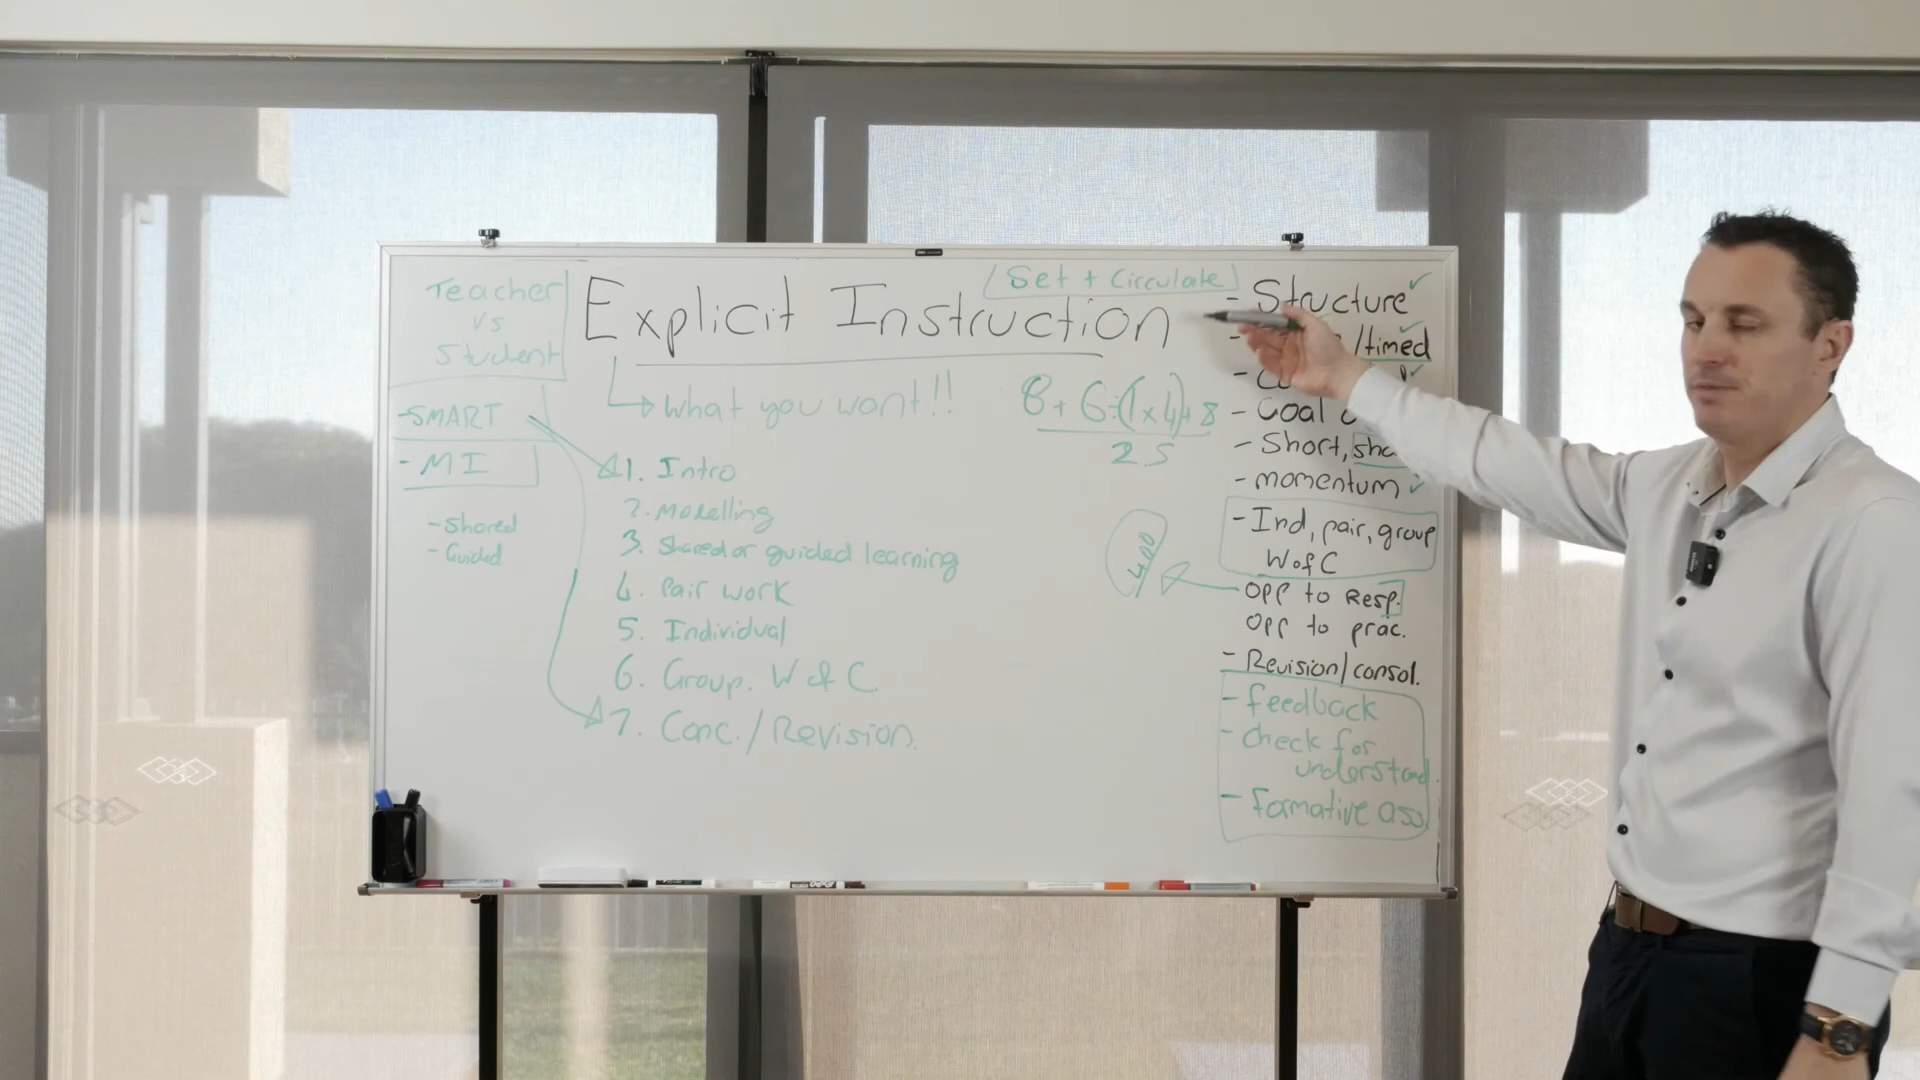 Teacher
vs
Student
-SMART
- MI
- Shared
- Guided
Explicit Instruction
Set + Circulate
What you want!!
1. Intro
2. Modelling
3. Shared or guided learning
4. Pair work
5. Individual
6. Group. W of C
7. Conc./Revision.
8 + 6÷(1x4)+8
2.5
400
- Structure ✓
/timed
- Goal
- Short,
- momentum ✓
- Ind, pair, group
W of C
opp to Resp.
opp to prac.
- Revision/consol.
- feedback
- Check for
understand.
- Formative ass